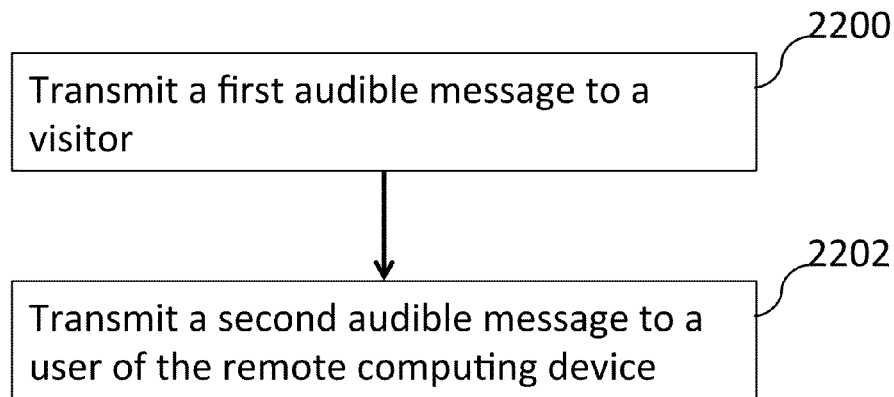 2200
Transmit a first audible message to a
visitor
2202
Transmit a second audible message to a
user of the remote computing device